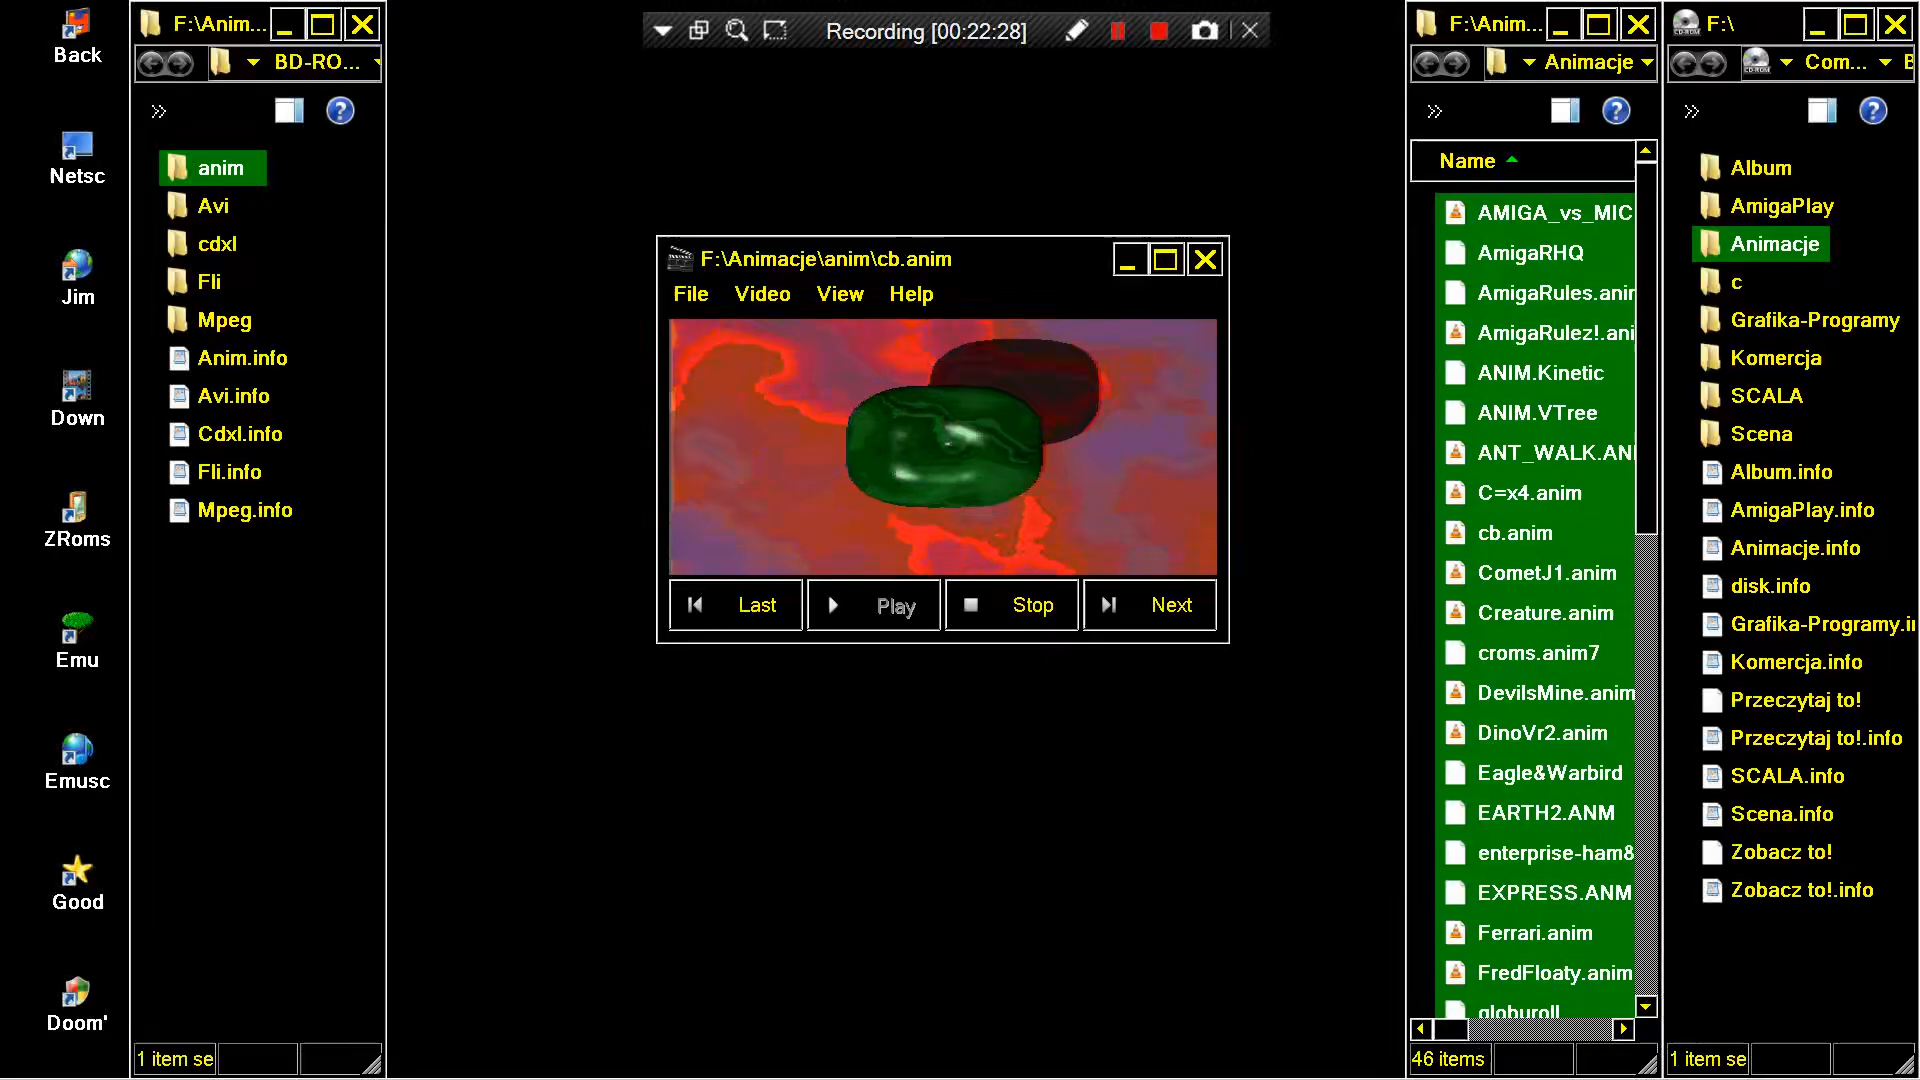 Back
Netsc
Jim
Down
ZRoms
Emu
Emusc
Good
Doom'
F:\Anim...
BD-RO...
anim
Avi
cdxl
Fli
Mpeg
Anim.info
Avi.info
Cdxl.info
Fli.info
Mpeg.info
1 item se
Recording [00:22:28]
F:\Animacje\anim\cb.anim
File Video View Help
Last Play Stop Next
F:\Anim...
Animacje
Name
AMIGA_vs_MIC
AmigaRHQ
AmigaRules.anim
AmigaRulez!.ani
ANIM.Kinetic
ANIM.VTree
ANT_WALK.ANI
C=x4.anim
cb.anim
CometJ1.anim
Creature.anim
croms.anim7
DevilsMine.anim
DinoVr2.anim
Eagle&Warbird
EARTH2.ANM
enterprise-ham8
EXPRESS.ANM
Ferrari.anim
FredFloaty.anim
globuroll
46 items
F:\
Com...
Album
AmigaPlay
Animacje
c
Grafika-Programy
Komercja
SCALA
Scena
Album.info
AmigaPlay.info
Animacje.info
disk.info
Grafika-Programy.i
Komercja.info
Przeczytaj to!
Przeczytaj to!.info
SCALA.info
Scena.info
Zobacz to!
Zobacz to!.info
1 item se